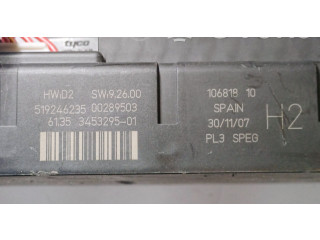 tyco
HW:02 SW:9.26.00
519246235 00289503
61.35 3453295-01
106818 10
SPAIN
30/11/07
PL3 SPEG
H2